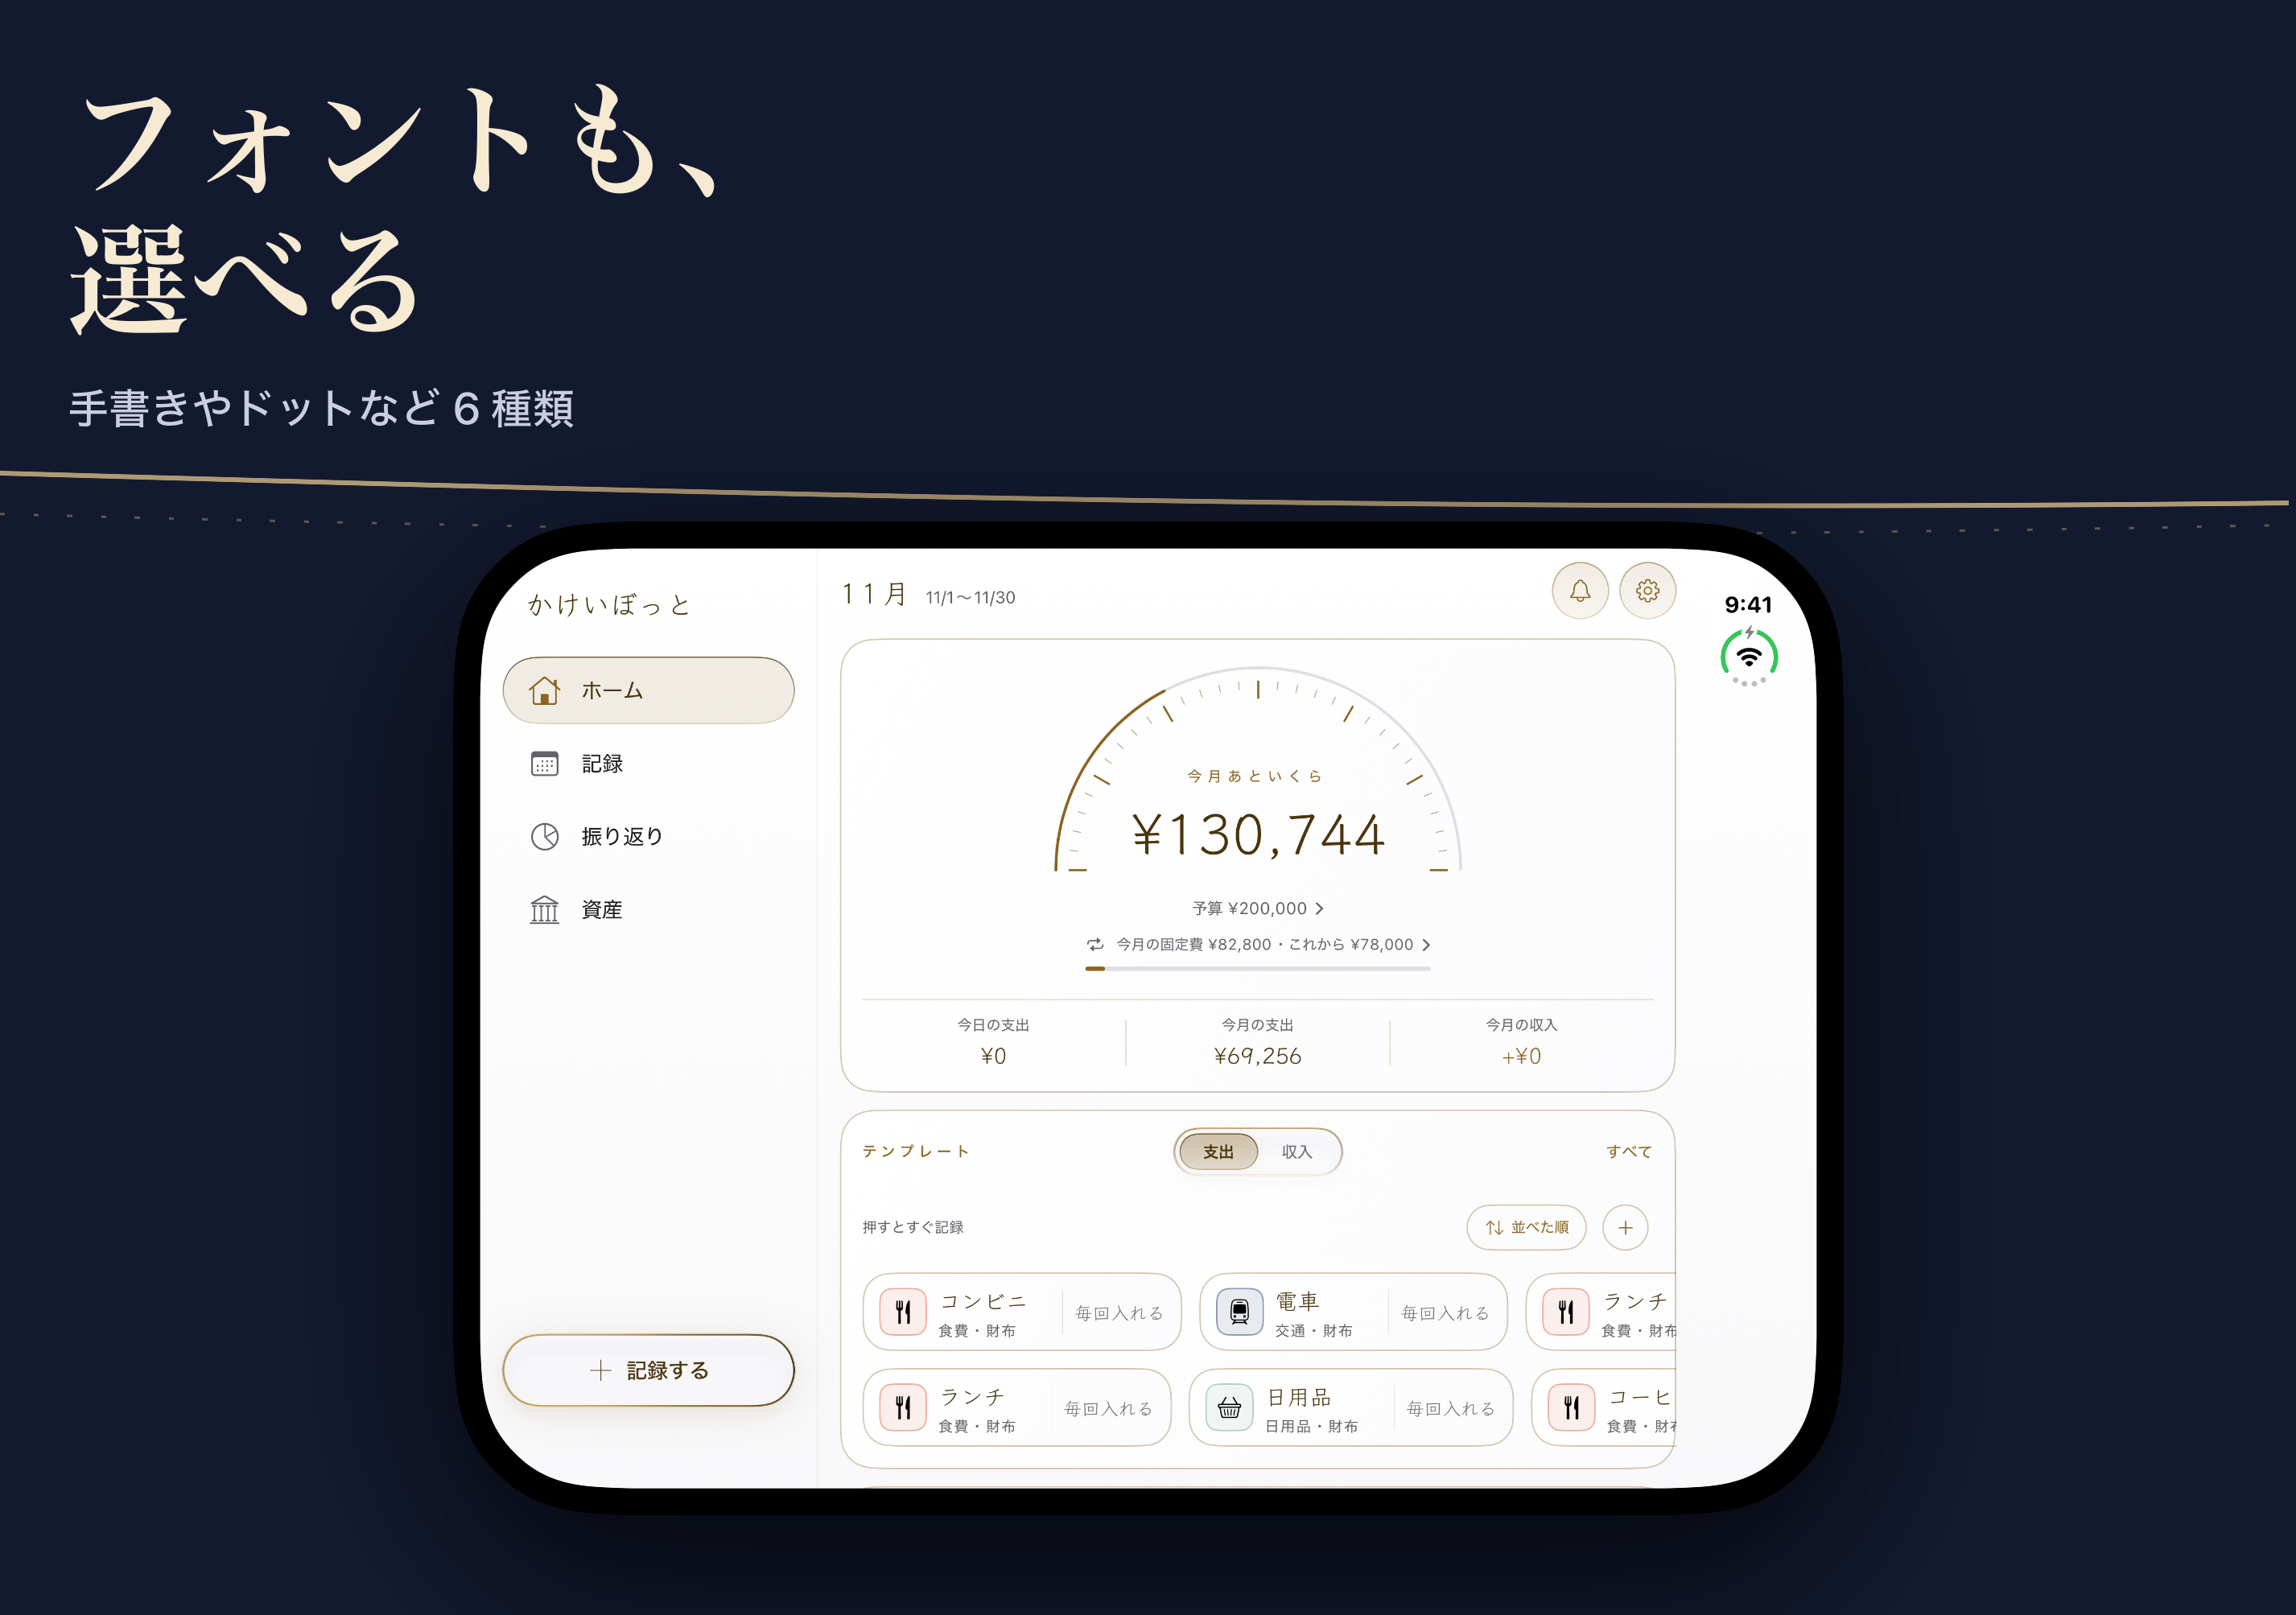 フォントも、
選べる
手書きやドットなど 6 種類
かけいぼっと
ホーム
記録
振り返り
資産
＋ 記録する
11月 11/1〜11/30
9:41
今月あといくら
¥130,744
予算 ¥200,000 >
今月の固定費 ¥82,800・これから ¥78,000 >
今日の支出 今月の支出 今月の収入
¥0 ¥69,256 +¥0
テンプレート 支出 収入 すべて
押すとすぐ記録 並べた順 +
コンビニ 毎回入れる 電車 毎回入れる ランチ
食費・財布 交通・財布 食費・財布
ランチ 毎回入れる 日用品 毎回入れる コーヒ
食費・財布 日用品・財布 食費・財